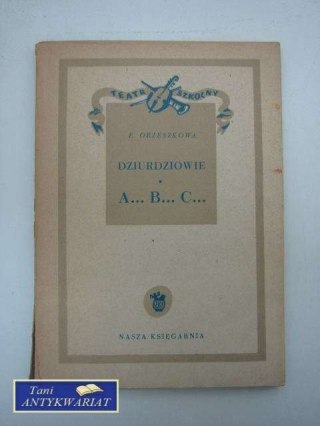 TEATR SZKOLNY
E. ORZESZKOWA
DZIURDZIOWIE
A... B... C...
NASZA KSIĘGARNIA
Tani
ANTYKWARIAT